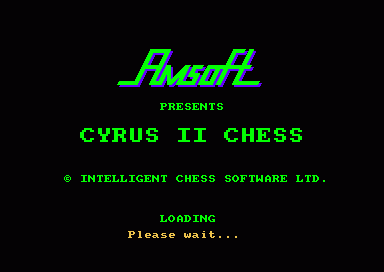 Amsoft
PRESENTS
CYRUS II CHESS
© INTELLIGENT CHESS SOFTWARE LTD.
LOADING
Please wait...